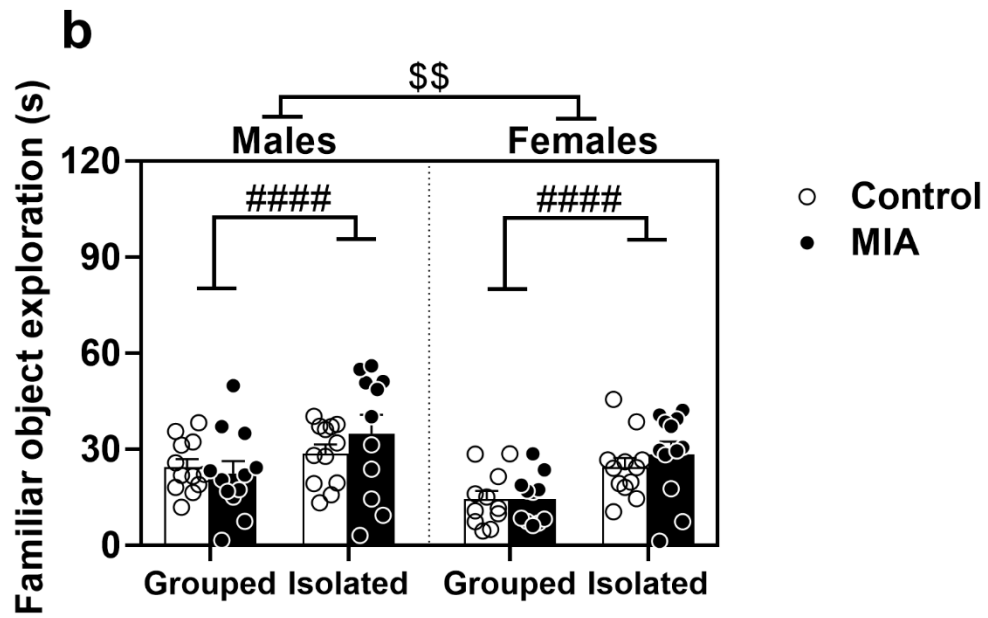 b
$$
Males Females
Familiar object exploration (s)
120
90
60
30
0
#### ####
Grouped Isolated Grouped Isolated
Control
MIA